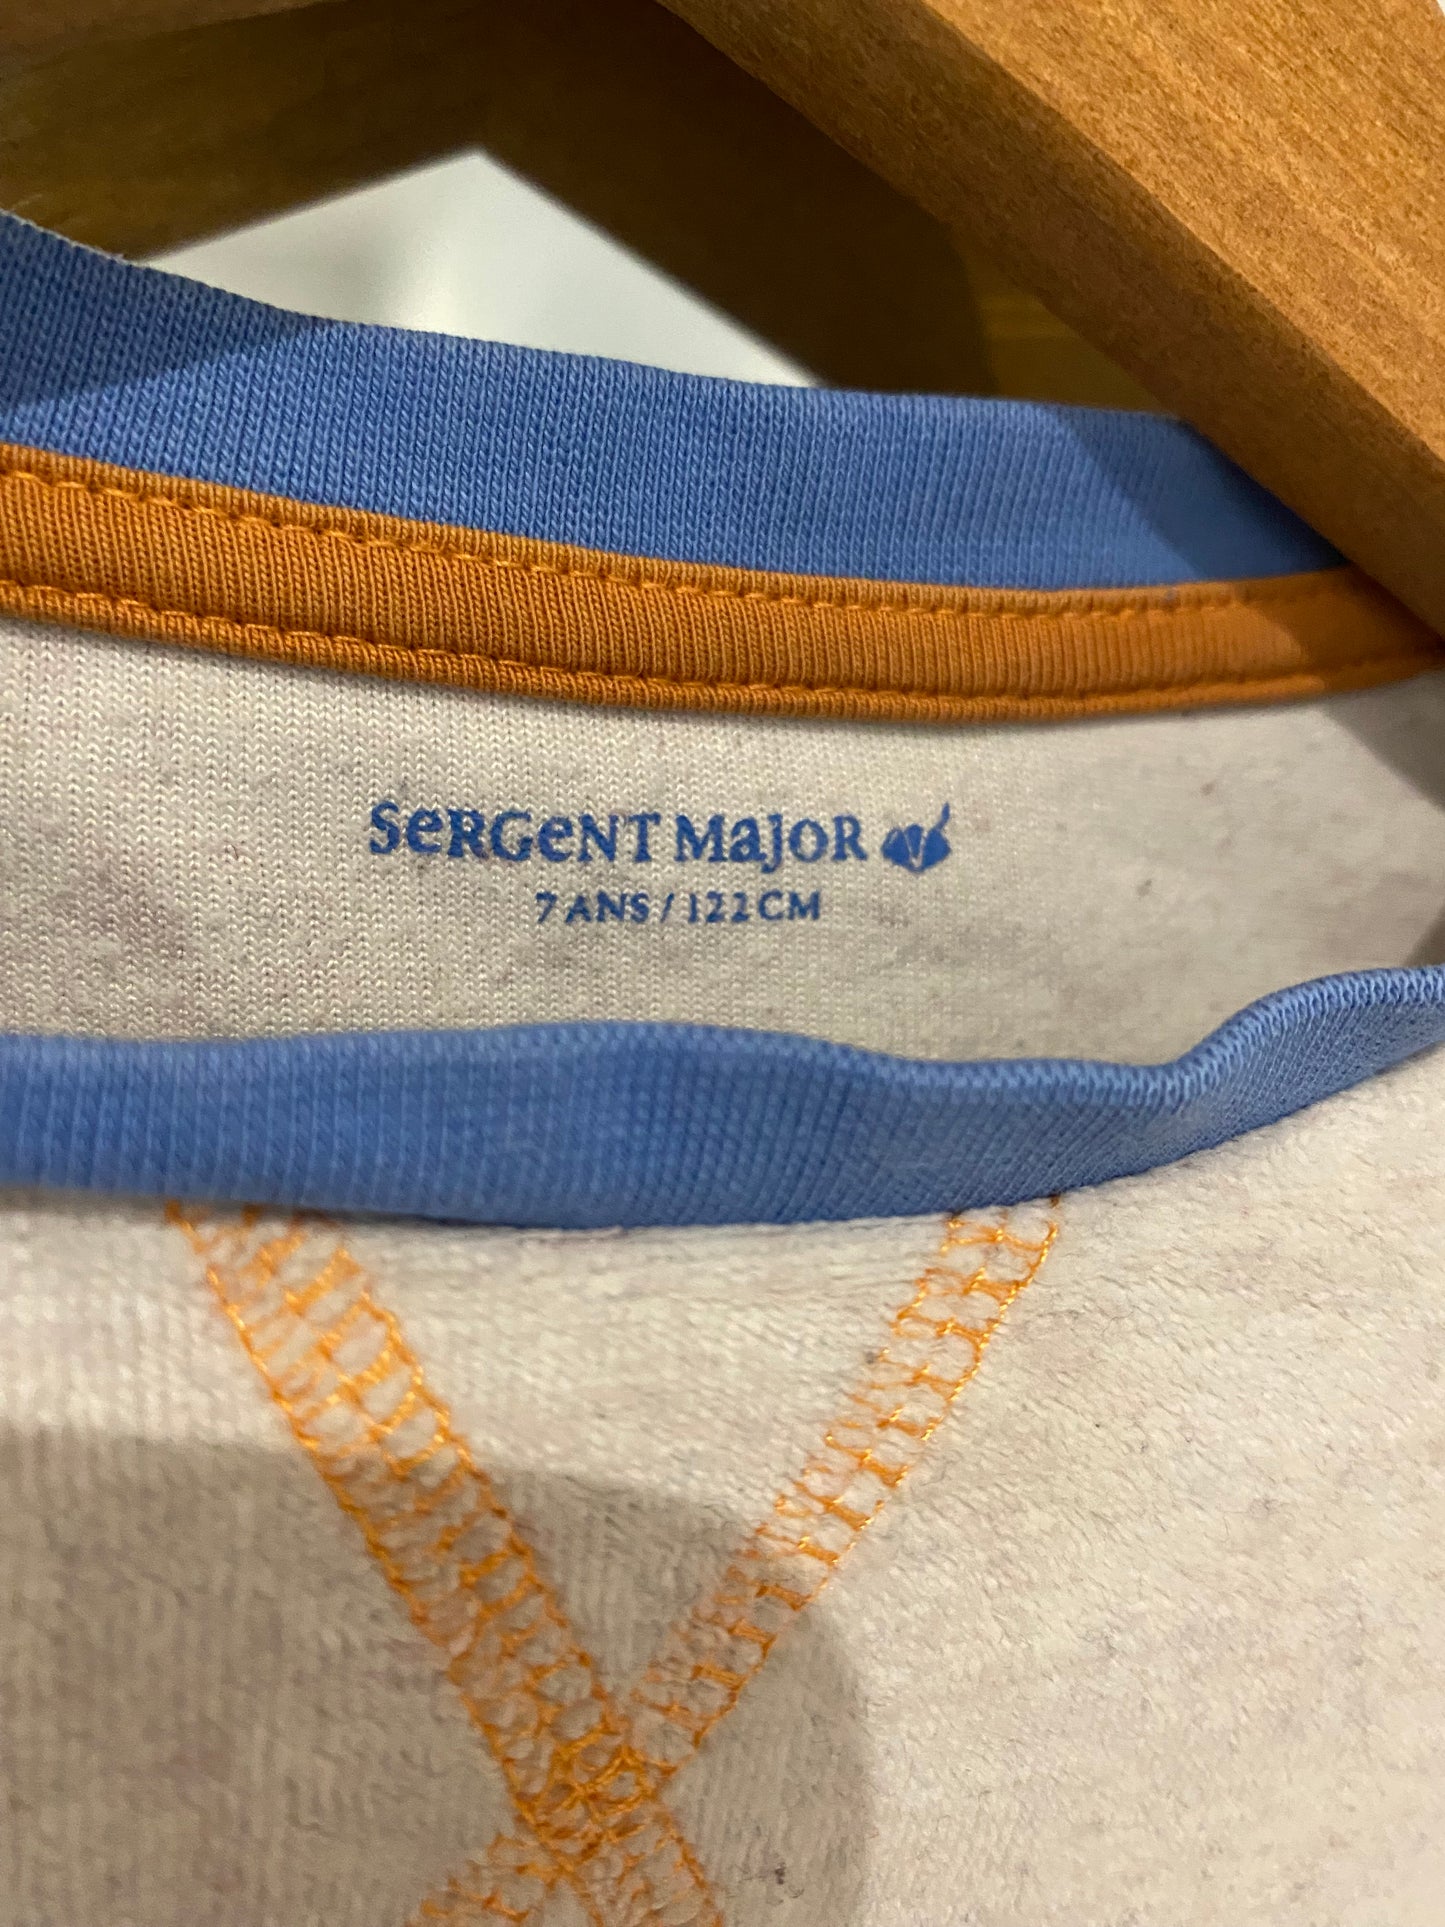 SeRGeNT MaJoR
7 ANS / 122 CM